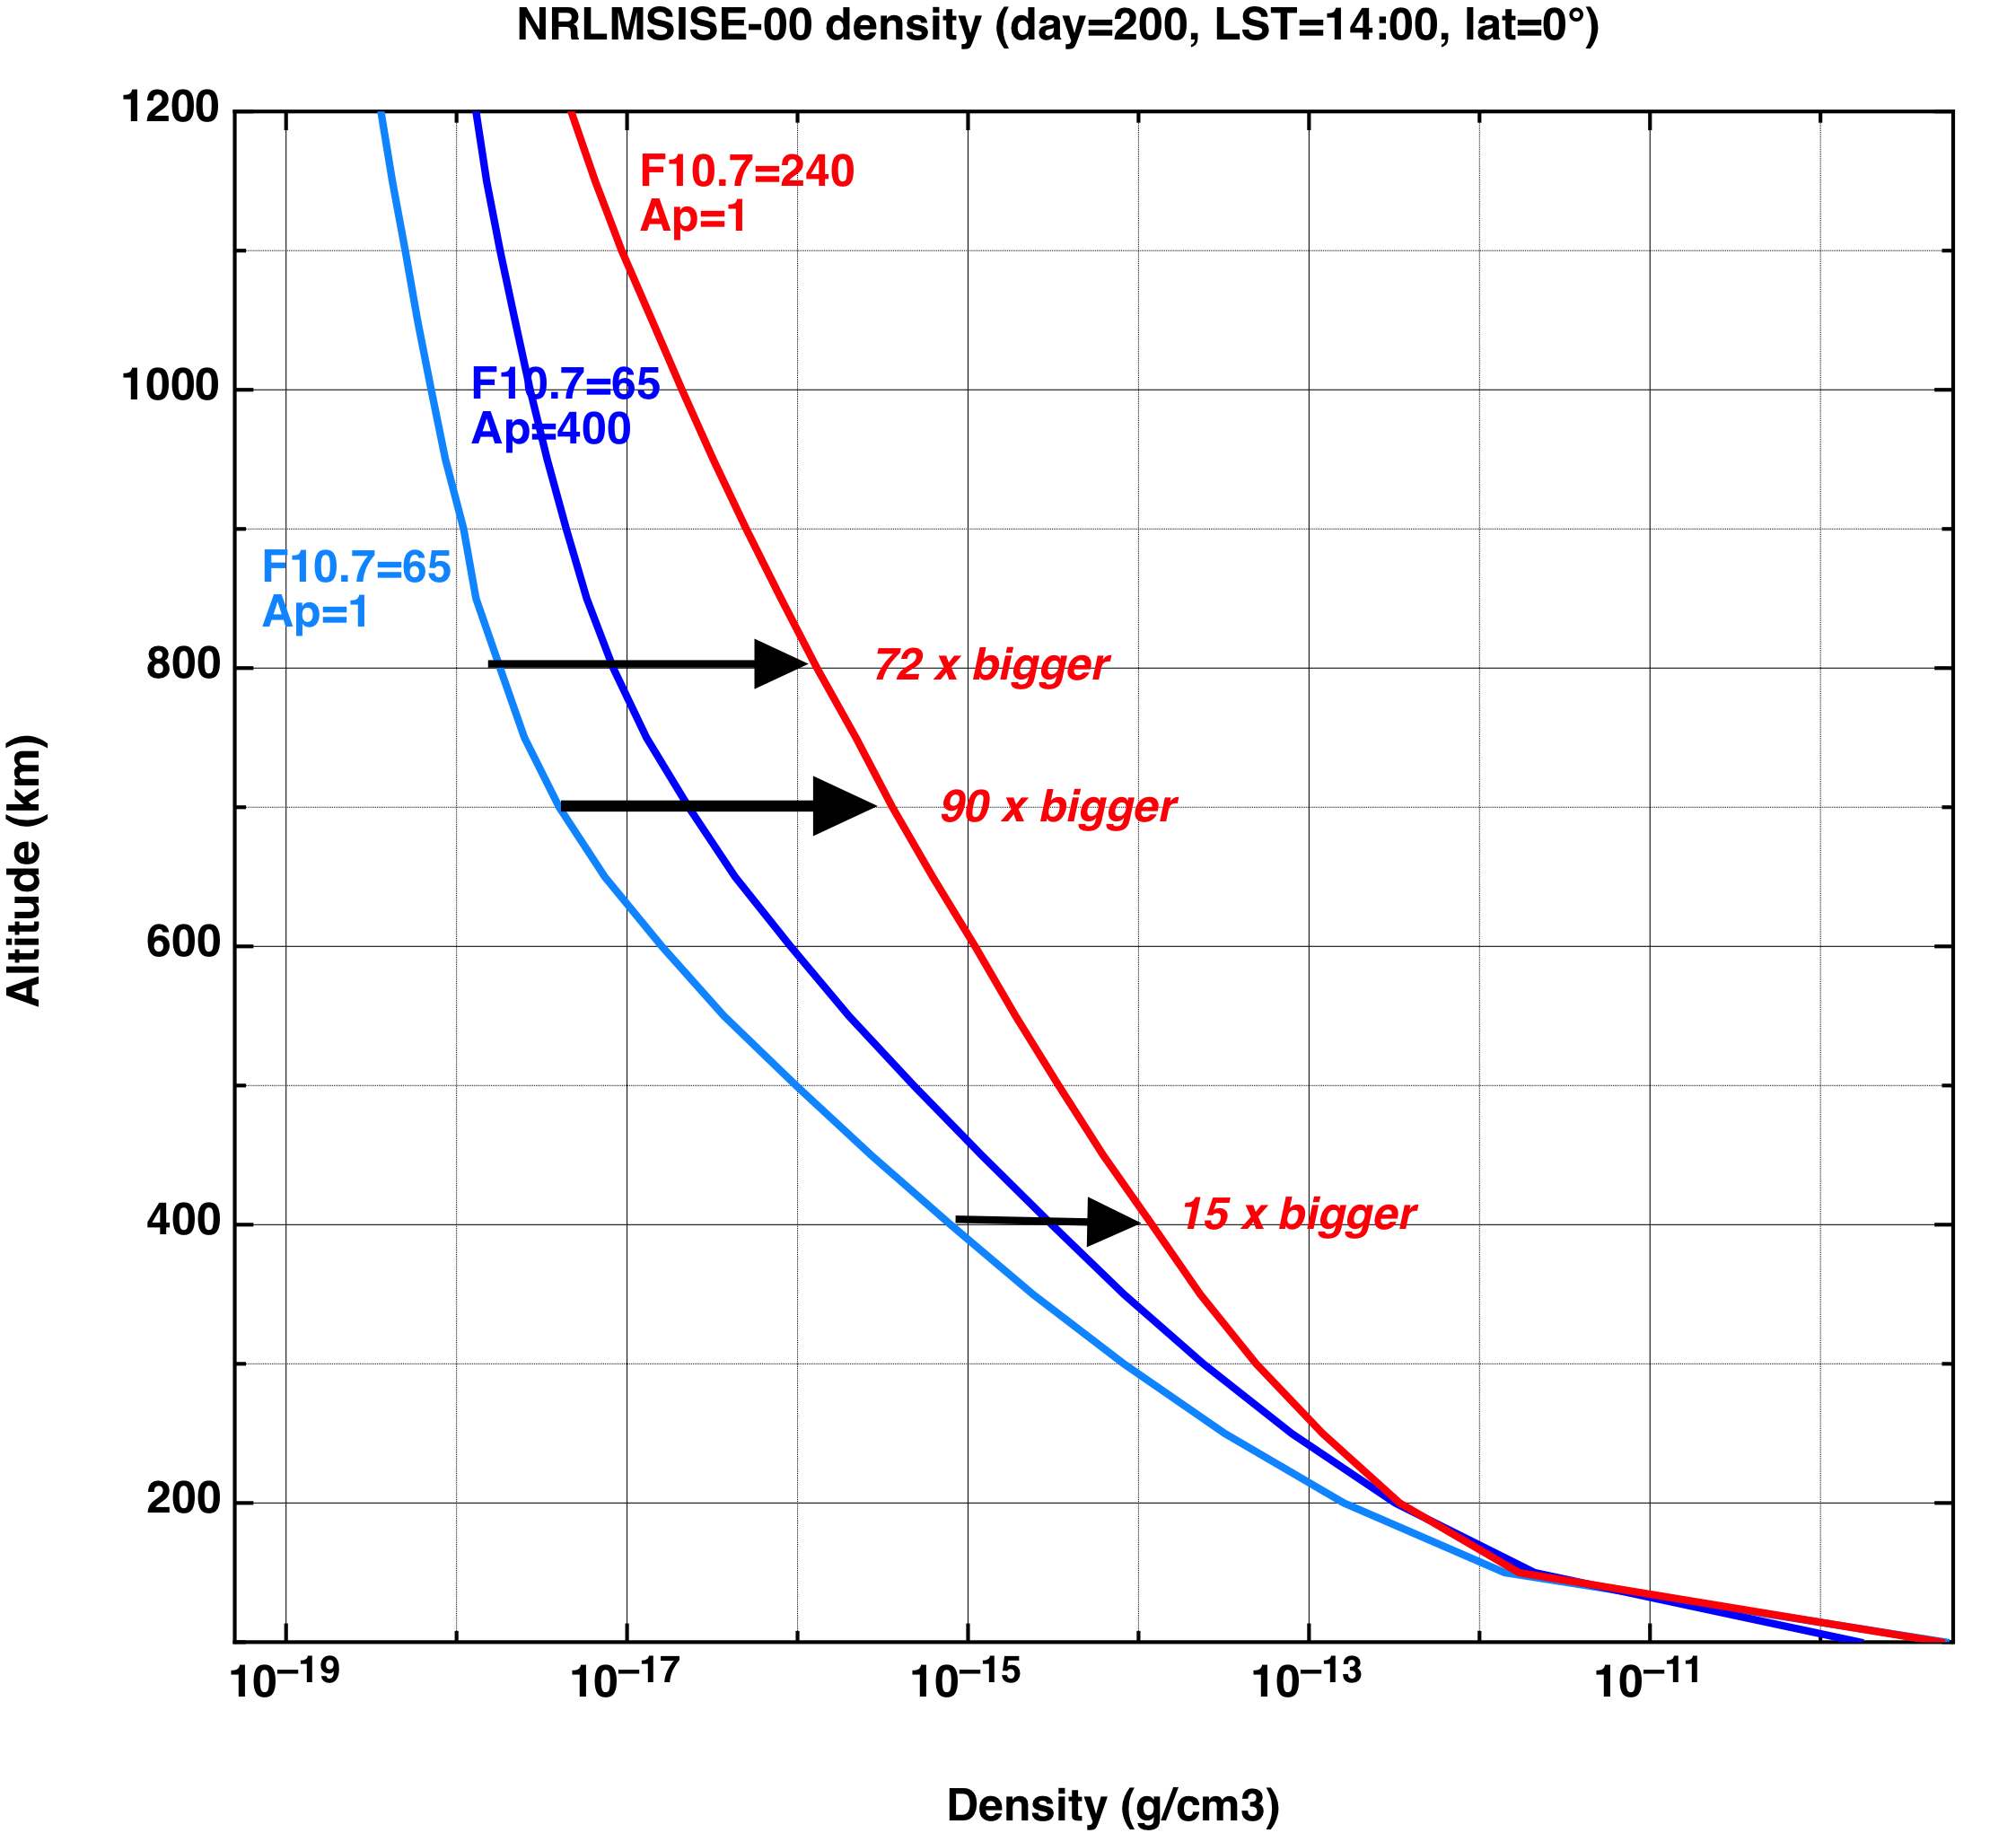 NRLMSISE-00 density (day=200, LST=14:00, lat=0°)
1200
F10.7=240
Ap=1
1000
F10.7=65
Ap=400
F10.7=65
Ap=1
800
72 x bigger
90 x bigger
Altitude (km)
600
400
15 x bigger
200
10−19
10−17
10−15
10−13
10−11
Density (g/cm3)